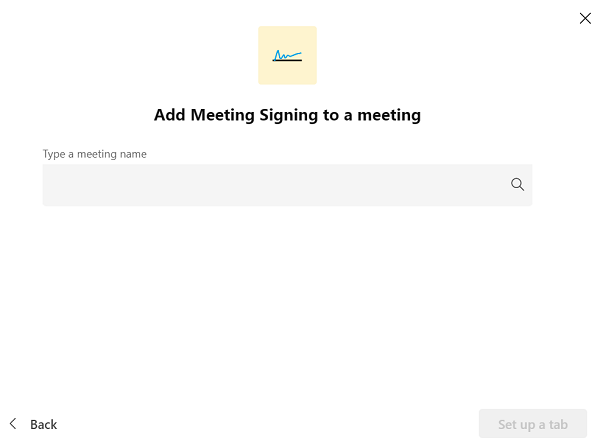 Add Meeting Signing to a meeting
Type a meeting name
Back
Set up a tab